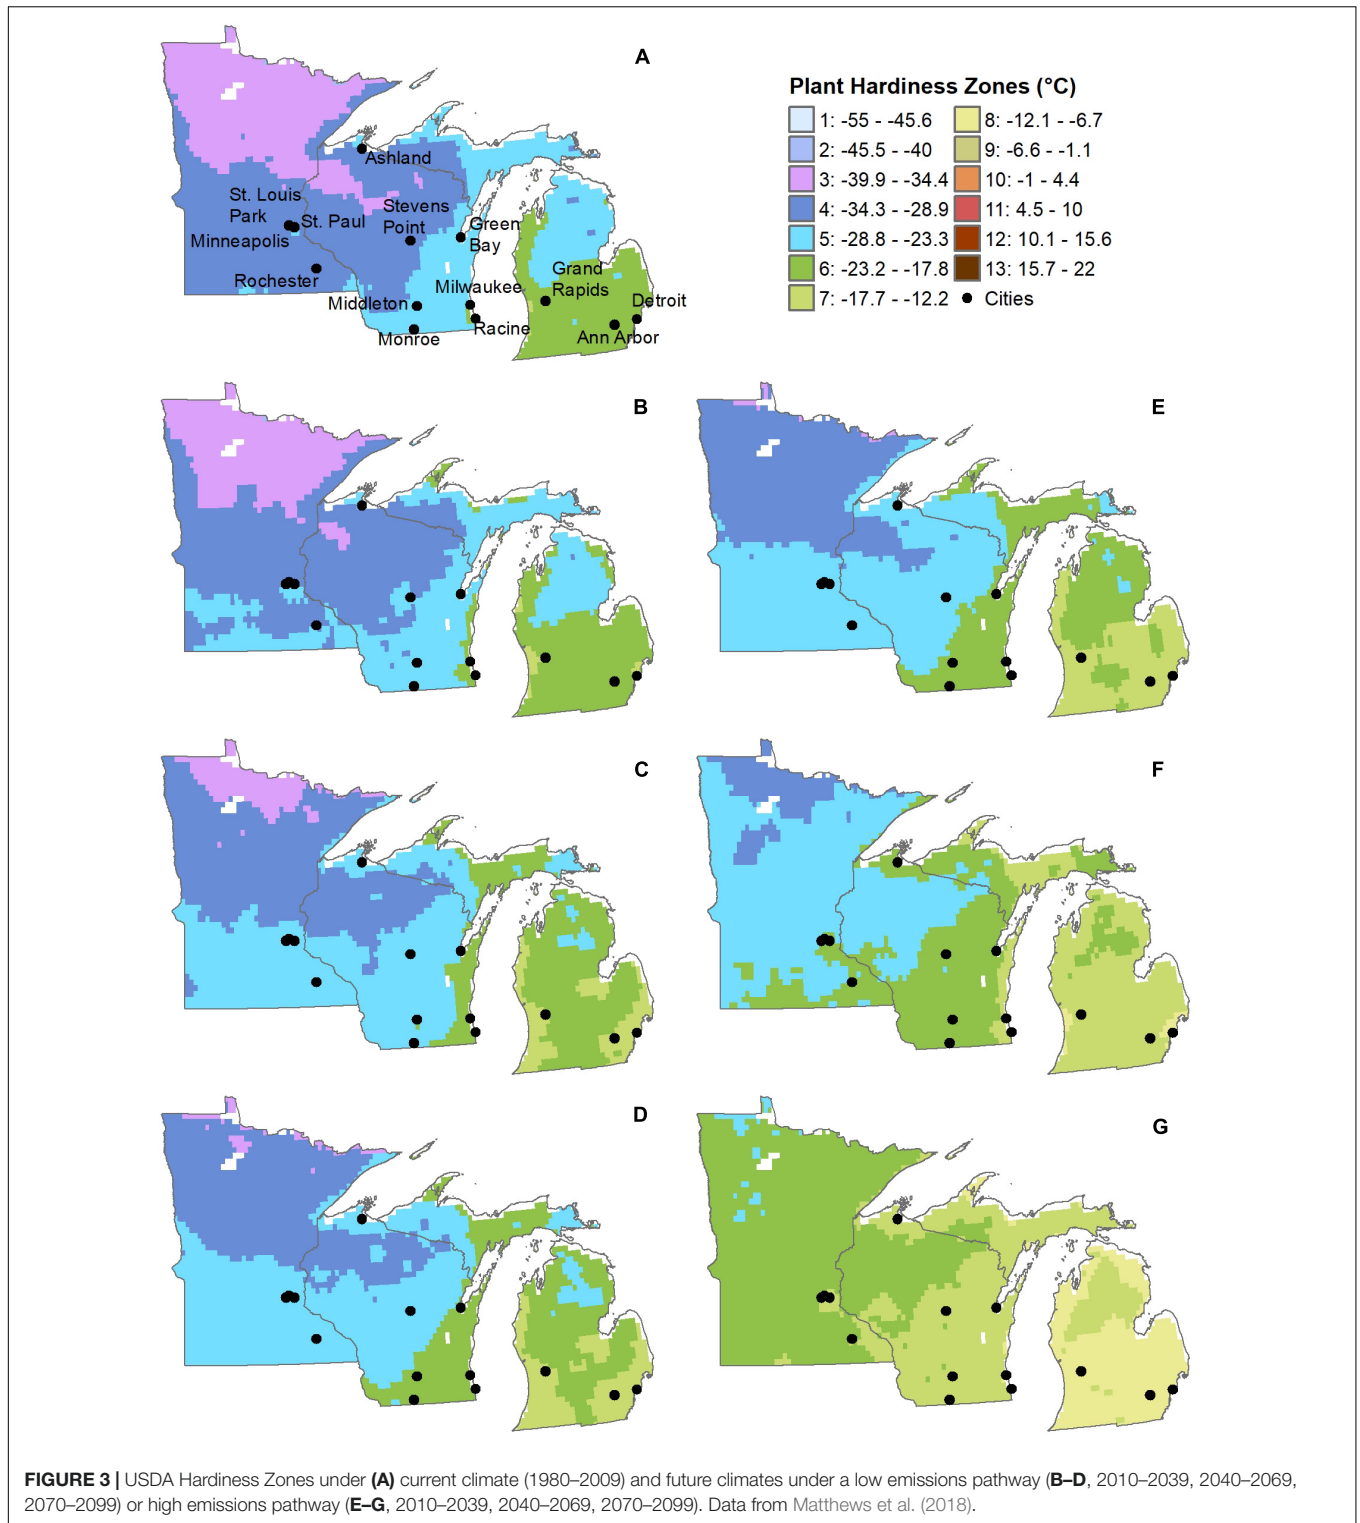 A
Plant Hardiness Zones (°C)
1: -55 - -45.6
2: -45.5 - -40
3: -39.9 - -34.4
4: -34.3 - -28.9
5: -28.8 - -23.3
6: -23.2 - -17.8
7: -17.7 - -12.2
8: -12.1 - -6.7
9: -6.6 - -1.1
10: -1 - 4.4
11: 4.5 - 10
12: 10.1 - 15.6
13: 15.7 - 22
Cities
Ashland
St. Louis
Park
St. Paul
Minneapolis
Stevens
Point
Green
Bay
Rochester
Grand
Rapids
Middleton
Milwaukee
Detroit
Racine
Monroe
Ann Arbor
B
E
C
F
D
G
FIGURE 3 | USDA Hardiness Zones under (A) current climate (1980–2009) and future climates under a low emissions pathway (B–D, 2010–2039, 2040–2069,
2070–2099) or high emissions pathway (E–G, 2010–2039, 2040–2069, 2070–2099). Data from Matthews et al. (2018).